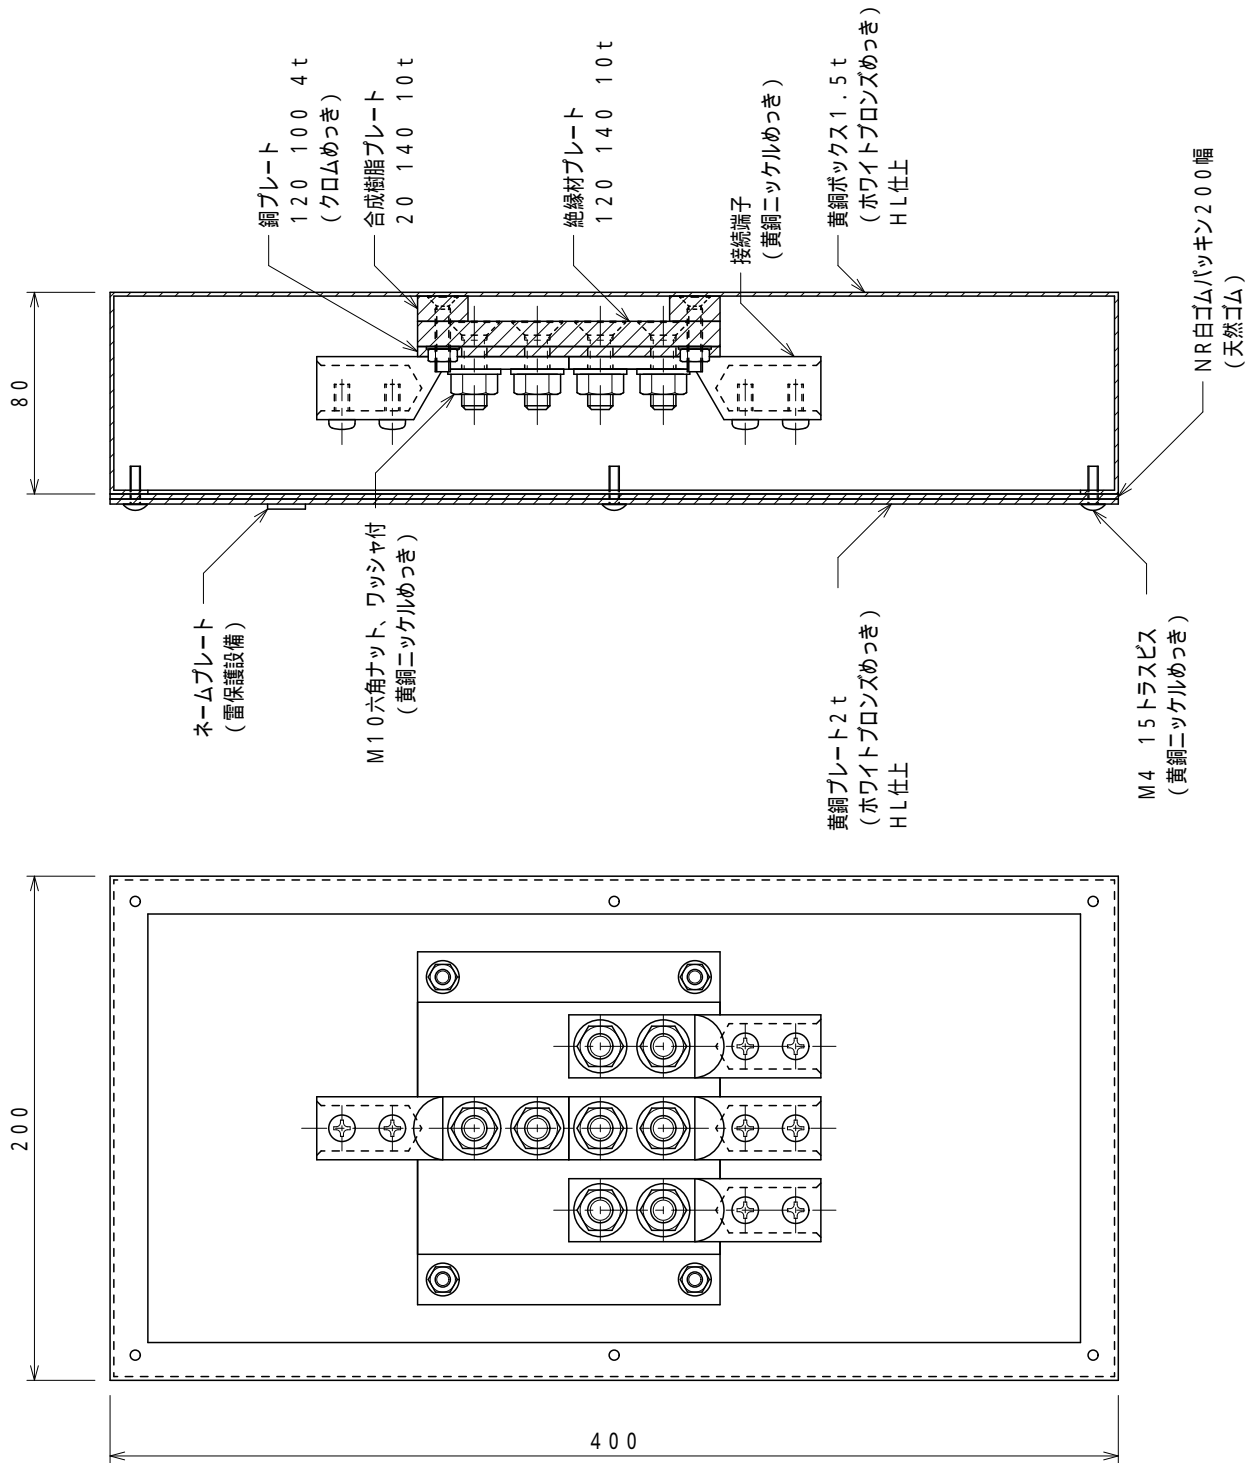 銅プレート
120 100 4t
(クロムめっき)
合成樹脂プレート
20 140 10t
絶縁材プレート
120 140 10t
接続端子
(黄銅ニッケルめっき)
黄銅ボックス1.5t
(ホワイトブロンズめっき)
HL仕上
NR白ゴムパッキン200幅
(天然ゴム)
80
ネームプレート
(雷保護設備)
M10六角ナット、ワッシャ付
(黄銅ニッケルめっき)
黄銅プレート2t
(ホワイトブロンズめっき)
HL仕上
M4 15トラスビス
(黄銅ニッケルめっき)
200
400